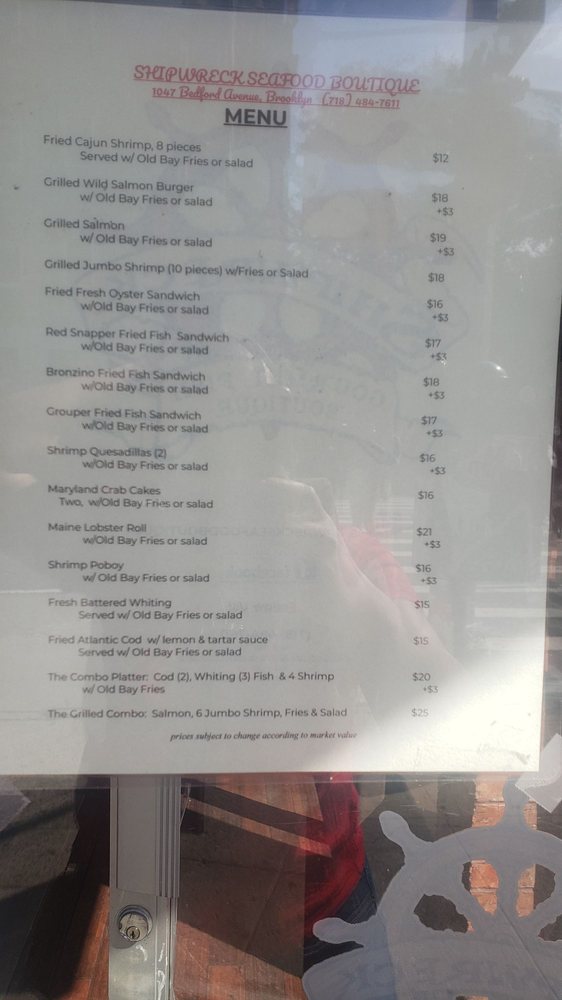 SHIPWRECK SEAFOOD BOUTIQUE
1047 Bedford Avenue, Brooklyn (718) 484-7611
MENU
Fried Cajun Shrimp, 8 pieces
Served w/ Old Bay Fries or salad $12
Grilled Wild Salmon Burger
w/ Old Bay Fries or salad $18
+$3
Grilled Salmon
w/ Old Bay Fries or salad $19
+$3
Grilled Jumbo Shrimp (10 pieces) w/Fries or Salad $18
Fried Fresh Oyster Sandwich
w/Old Bay Fries or salad $16
+$3
Red Snapper Fried Fish Sandwich
w/Old Bay Fries or salad $17
+$3
Bronzino Fried Fish Sandwich
w/Old Bay Fries or salad $18
+$3
Grouper Fried Fish Sandwich
w/Old Bay Fries or salad $17
+$3
Shrimp Quesadillas (2)
w/Old Bay Fries or salad $16
+$3
Maryland Crab Cakes $16
Two, w/Old Bay Fries or salad
Maine Lobster Roll $21
w/Old Bay Fries or salad +$3
Shrimp Poboy $16
w/ Old Bay Fries or salad +$3
Fresh Battered Whiting $15
Served w/ Old Bay Fries or salad
Fried Atlantic Cod w/ lemon & tartar sauce $15
Served w/ Old Bay Fries or salad
The Combo Platter: Cod (2), Whiting (3) Fish & 4 Shrimp $20
w/ Old Bay Fries +$3
The Grilled Combo: Salmon, 6 Jumbo Shrimp, Fries & Salad $25
prices subject to change according to market value